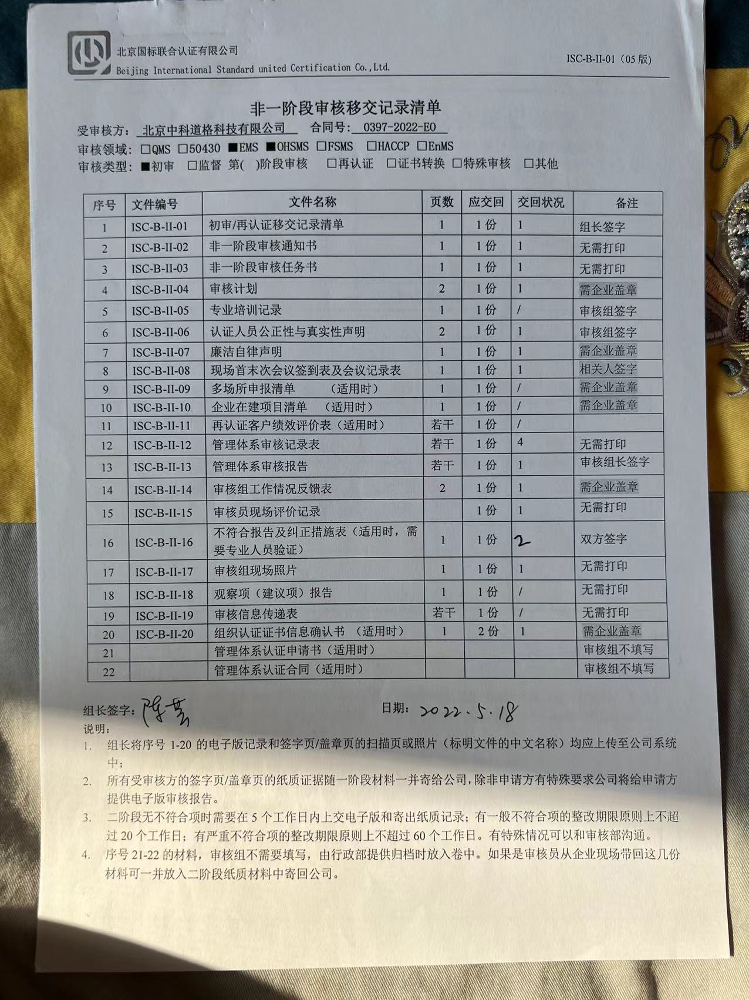 北京国标联合认证有限公司
Beijing International Standard united Certification Co.,Ltd.
ISC-B-II-01（05 版）
非一阶段审核移交记录清单
受审核方： 北京中科道格科技有限公司 合同号： 0397-2022-EO
审核领域：□QMS □50430 ■EMS ■OHSMS □FSMS □HACCP □EnMS
审核类型：■初审 □监督 第( )阶段审核 □再认证 □证书转换 □特殊审核 □其他
序号 文件编号 文件名称 页数 应交回 交回状况 备注
1 ISC-B-II-01 初审/再认证移交记录清单 1 1 份 1 组长签字
2 ISC-B-II-02 非一阶段审核通知书 1 1 份 1 无需打印
3 ISC-B-II-03 非一阶段审核任务书 1 1 份 1 无需打印
4 ISC-B-II-04 审核计划 2 1 份 1 需企业盖章
5 ISC-B-II-05 专业培训记录 1 1 份 / 审核组签字
6 ISC-B-II-06 认证人员公正性与真实性声明 2 1 份 1 审核组签字
7 ISC-B-II-07 廉洁自律声明 1 1 份 1 需企业盖章
8 ISC-B-II-08 现场首末次会议签到表及会议记录表 1 1 份 1 相关人签字
9 ISC-B-II-09 多场所申报清单 （适用时） 1 1 份 / 需企业盖章
10 ISC-B-II-10 企业在建项目清单 （适用时） 1 1 份 / 需企业盖章
11 ISC-B-II-11 再认证客户绩效评价表（适用时） 若干 1 份 /
12 ISC-B-II-12 管理体系审核记录表 若干 1 份 4 无需打印
13 ISC-B-II-13 管理体系审核报告 若干 1 份 1 审核组长签字
14 ISC-B-II-14 审核组工作情况反馈表 2 1 份 1 需企业盖章
15 ISC-B-II-15 审核员现场评价记录 1 份 1 无需打印
16 ISC-B-II-16 不符合报告及纠正措施表（适用时，需
要专业人员验证） 1 1 份 2 双方签字
17 ISC-B-II-17 审核组现场照片 1 1 份 1 无需打印
18 ISC-B-II-18 观察项（建议项）报告 1 1 份 / 无需打印
19 ISC-B-II-19 审核信息传递表 若干 1 份 / 无需打印
20 ISC-B-II-20 组织认证证书信息确认书 （适用时） 1 2 份 1 需企业盖章
21 管理体系认证申请书（适用时） 审核组不填写
22 管理体系认证合同（适用时） 审核组不填写
组长签字：陈芸 日期：2022.5.18
说明：
1. 组长将序号 1-20 的电子版记录和签字页/盖章页的扫描页或照片（标明文件的中文名称）均应上传至公司系统
中；
2. 所有受审核方的签字页/盖章页的纸质证据随一阶段材料一并寄给公司，除非申请方有特殊要求公司将给申请方
提供电子版审核报告。
3. 二阶段无不符合项时需要在 5 个工作日内上交电子版和寄出纸质记录；有一般不符合项的整改期限原则上不超
过 20 个工作日；有严重不符合项的整改期限原则上不超过 60 个工作日。有特殊情况可以和审核部沟通。
4. 序号 21-22 的材料，审核组不需要填写，由行政部提供归档时放入卷中。如果是审核员从企业现场带回这几份
材料可一并放入二阶段纸质材料中寄回公司。